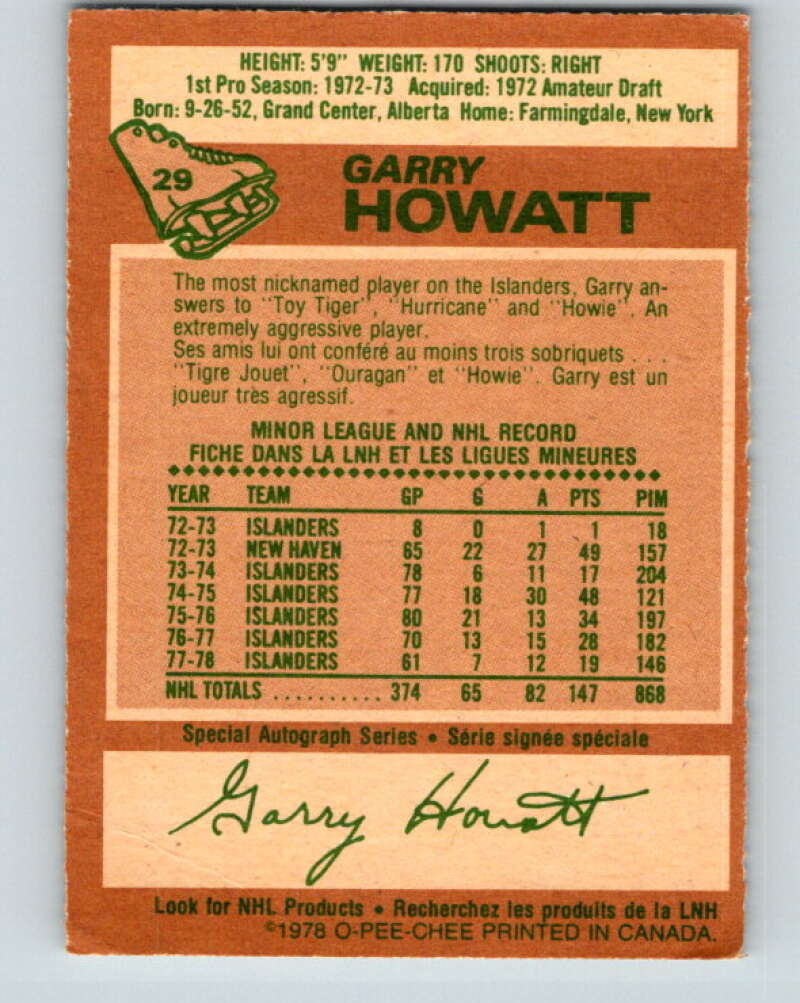 HEIGHT: 5'9" WEIGHT: 170 SHOOTS: RIGHT
1st Pro Season: 1972-73 Acquired: 1972 Amateur Draft
Born: 9-26-52, Grand Center, Alberta Home: Farmingdale, New York
29
GARRY
HOWATT
The most nicknamed player on the Islanders, Garry an-
swers to "Toy Tiger", "Hurricane" and "Howie". An
extremely aggressive player.
Ses amis lui ont conféré au moins trois sobriquets . . .
"Tigre Jouet", "Ouragan" et "Howie". Garry est un
joueur très agressif.
MINOR LEAGUE AND NHL RECORD
FICHE DANS LA LNH ET LES LIGUES MINEURES
YEAR TEAM GP G A PTS PIM
72-73 ISLANDERS 8 0 1 1 18
72-73 NEW HAVEN 65 22 27 49 157
73-74 ISLANDERS 78 6 11 17 204
74-75 ISLANDERS 77 18 30 48 121
75-76 ISLANDERS 80 21 13 34 197
76-77 ISLANDERS 70 13 15 28 182
77-78 ISLANDERS 61 7 12 19 146
NHL TOTALS .......... 374 65 82 147 868
Special Autograph Series • Série signée spéciale
Garry Howatt
Look for NHL Products • Recherchez les produits de la LNH
©1978 O-PEE-CHEE PRINTED IN CANADA.